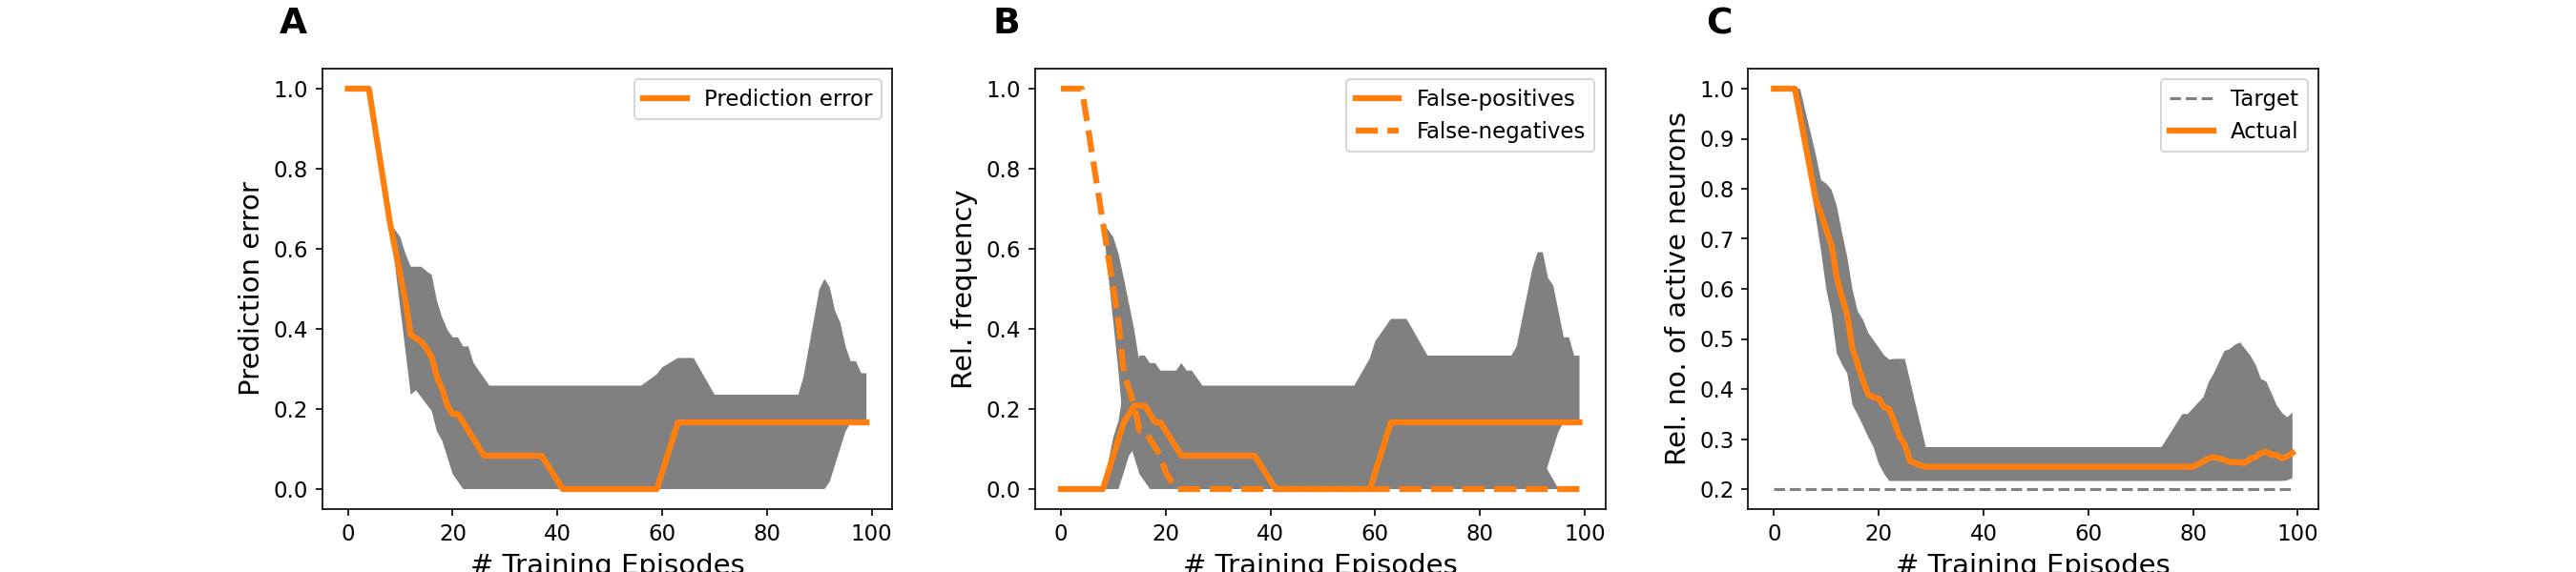 A
B
C
Prediction error
1.0
0.8
0.6
0.4
0.2
0.0
0 20 40 60 80 100
# Training Episodes
Prediction error
Rel. frequency
1.0
0.8
0.6
0.4
0.2
0.0
0 20 40 60 80 100
# Training Episodes
False-positives
False-negatives
Rel. no. of active neurons
1.0
0.9
0.8
0.7
0.6
0.5
0.4
0.3
0.2
0 20 40 60 80 100
# Training Episodes
Target
Actual